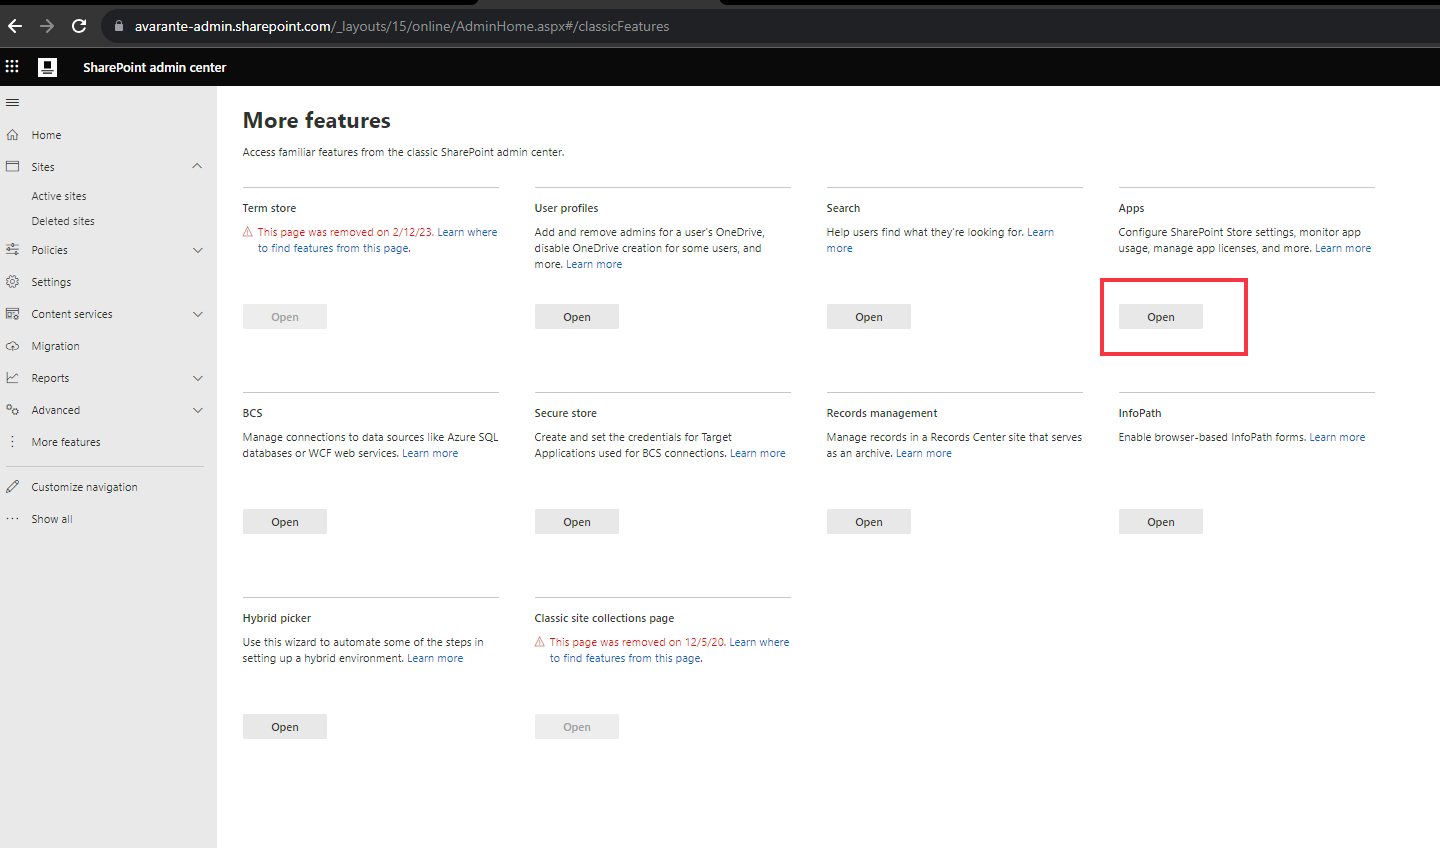 avarante-admin.sharepoint.com/_layouts/15/online/AdminHome.aspx#/classicFeatures
SharePoint admin center
Home
Sites
Active sites
Deleted sites
Policies
Settings
Content services
Migration
Reports
Advanced
More features
Customize navigation
Show all
More features
Access familiar features from the classic SharePoint admin center.
Term store
This page was removed on 2/12/23. Learn where
to find features from this page.
Open
User profiles
Add and remove admins for a user's OneDrive,
disable OneDrive creation for some users, and
more. Learn more
Open
Search
Help users find what they're looking for. Learn
more
Open
Apps
Configure SharePoint Store settings, monitor app
usage, manage app licenses, and more. Learn more
Open
BCS
Manage connections to data sources like Azure SQL
databases or WCF web services. Learn more
Open
Secure store
Create and set the credentials for Target
Applications used for BCS connections. Learn more
Open
Records management
Manage records in a Records Center site that serves
as an archive. Learn more
Open
InfoPath
Enable browser-based InfoPath forms. Learn more
Open
Hybrid picker
Use this wizard to automate some of the steps in
setting up a hybrid environment. Learn more
Open
Classic site collections page
This page was removed on 12/5/20. Learn where
to find features from this page.
Open